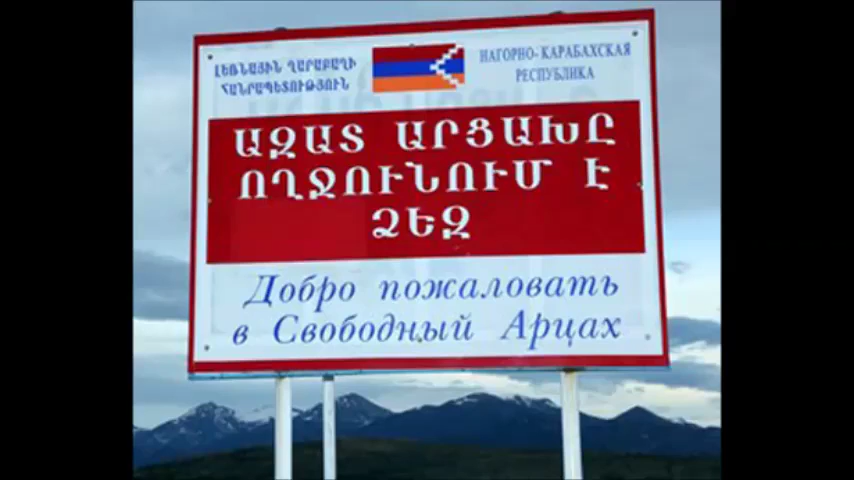 ԼԵՌՆԱՅԻՆ ՂԱՐԱԲԱՂԻ
ՀԱՆՐԱՊԵՏՈՒԹՅՈՒՆ
НАГОРНО-КАРАБАХСКАЯ
РЕСПУБЛИКА
ԱԶԱՏ ԱՐՑԱԽԸ
ՈՂՋՈՒՆՈՒՄ Է
ՁԵԶ
Добро пожаловать
в Свободный Арцах